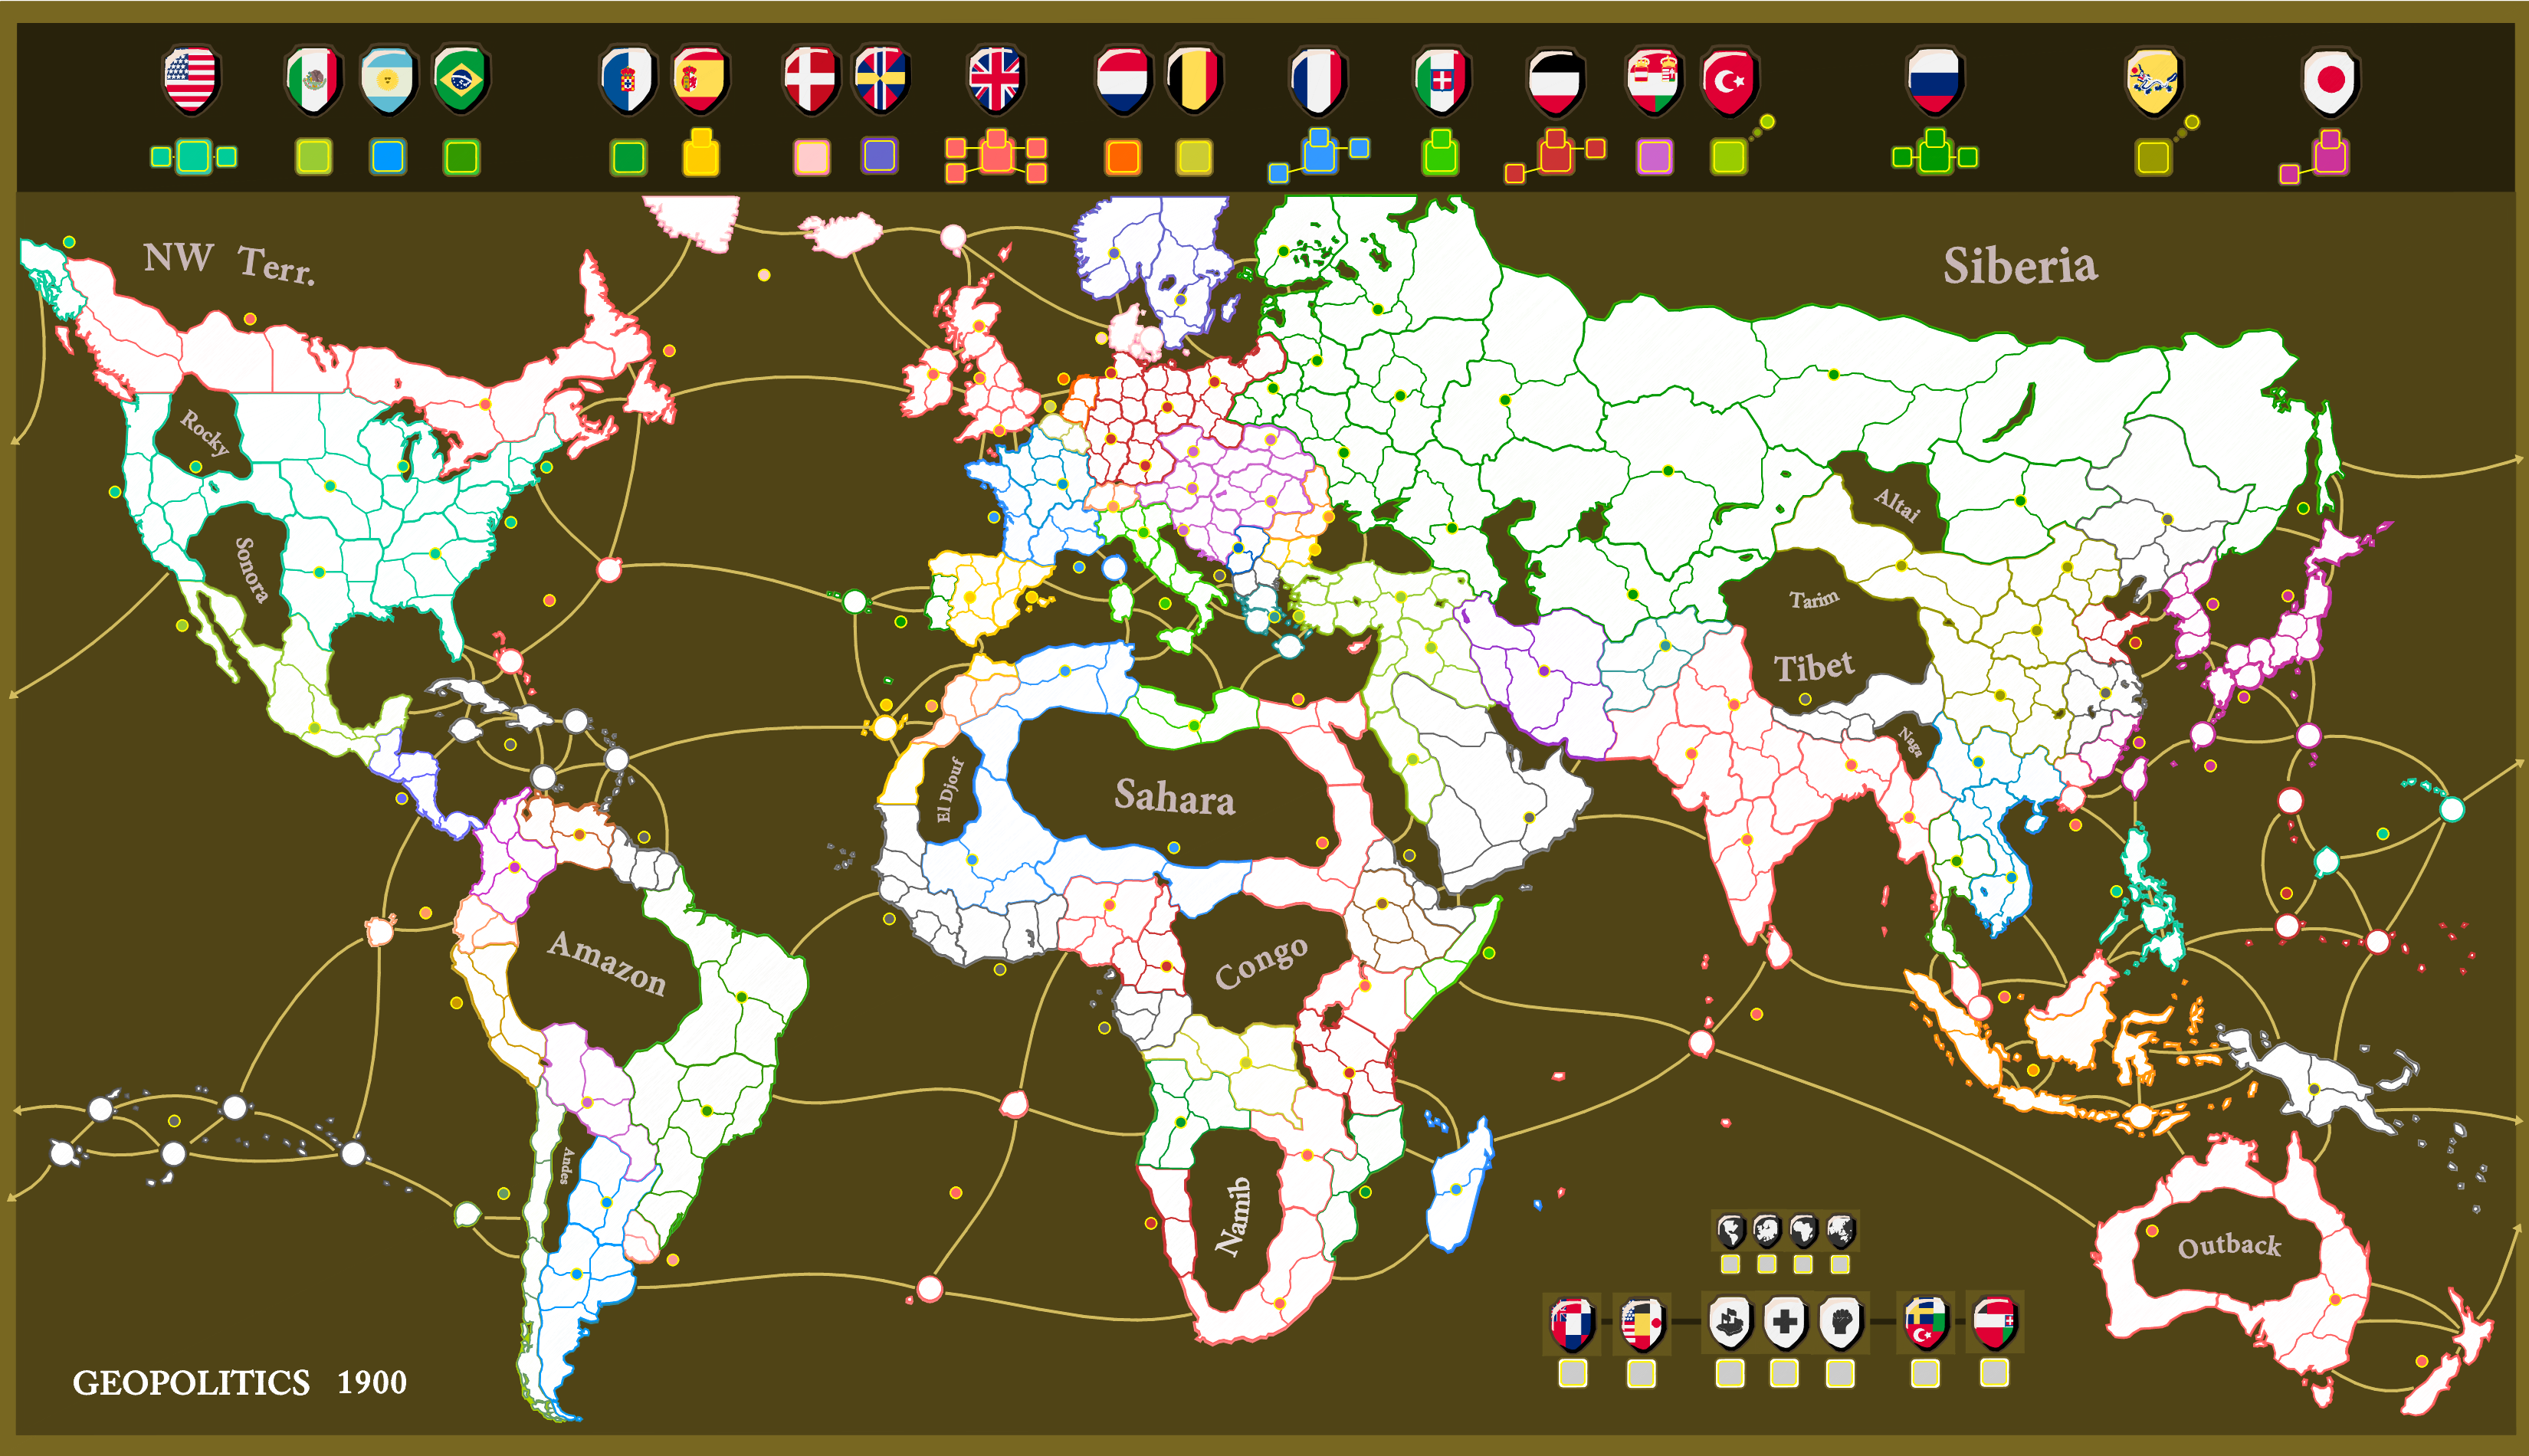 NW Terr.
Siberia
Rocky
Sonora
Altai
Tarim
Tibet
Naga
El Djouf
Sahara
Amazon
Congo
Andes
Namib
Outback
GEOPOLITICS 1900